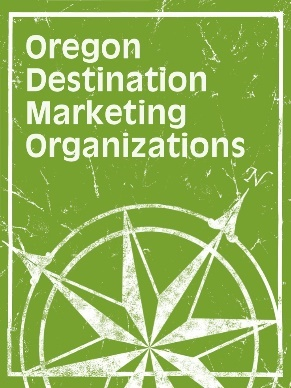 Oregon
Destination
Marketing
Organizations
N